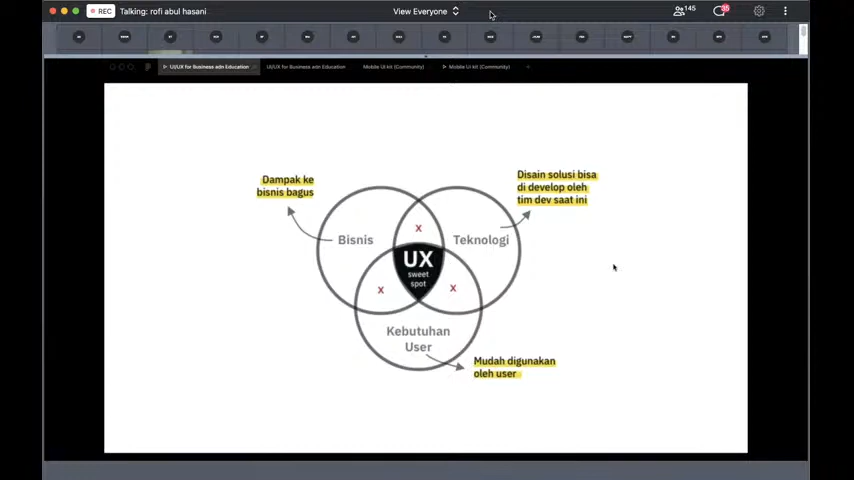 REC
Talking: rofi abul hasani
View Everyone
145
UI/UX for Business adn Education
UI/UX for Business adn Education
Mobile UI kit (Community)
Mobile UI kit (Community)
Dampak ke
bisnis bagus
Disain solusi bisa
di develop oleh
tim dev saat ini
Bisnis
x
Teknologi
UX
sweet
spot
x
x
Kebutuhan
User
Mudah digunakan
oleh user